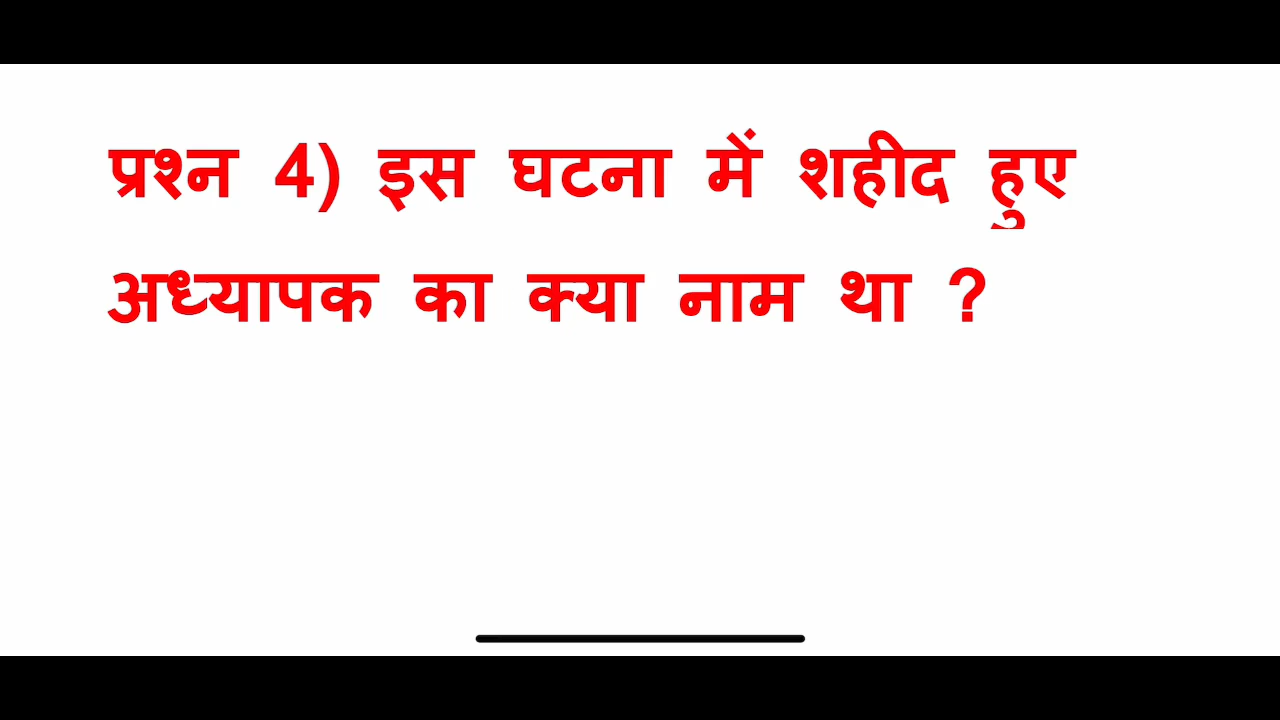 प्रश्न 4) इस घटना में शहीद हुए
अध्यापक का क्या नाम था ?